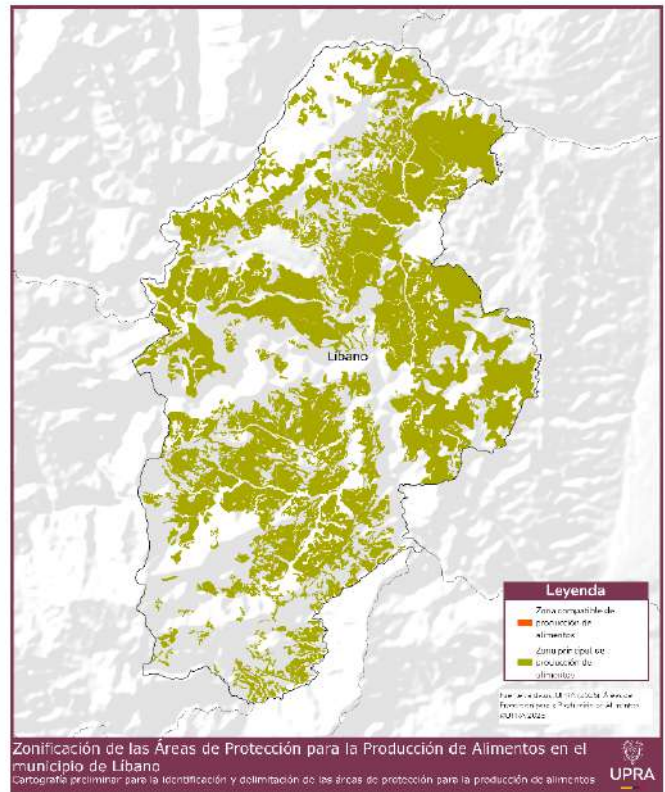 Líbano
Leyenda
Zona compatible de
producción de
alimentos
Zona principal de
producción de
alimentos
Áreas de
Zonificación de las Áreas de Protección para la Producción de Alimentos en el
municipio de Líbano
Cartografía preliminar para la identificación y delimitación de las áreas de protección para la producción de alimentos
UPRA